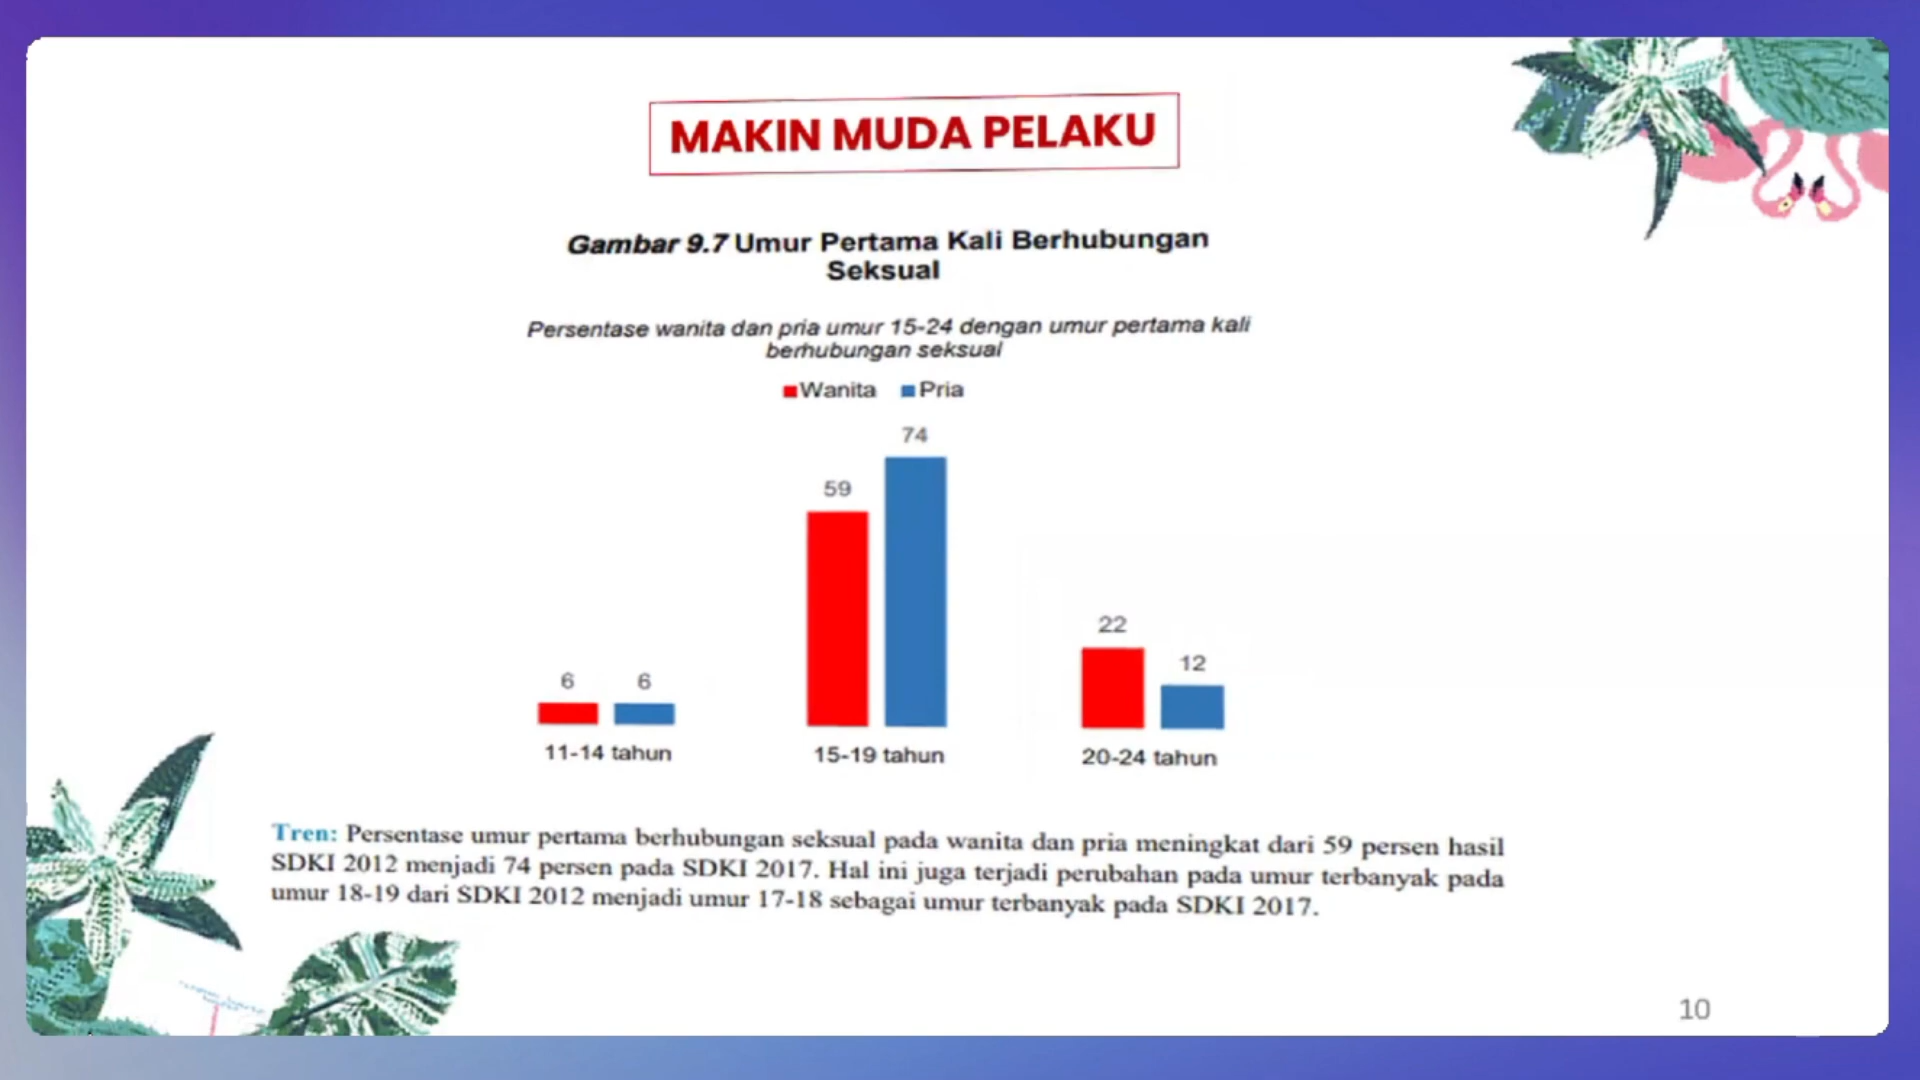 MAKIN MUDA PELAKU
Gambar 9.7 Umur Pertama Kali Berhubungan
Seksual
Persentase wanita dan pria umur 15-24 dengan umur pertama kali
berhubungan seksual
Wanita Pria
74
59
22
12
6 6
11-14 tahun 15-19 tahun 20-24 tahun
Tren: Persentase umur pertama berhubungan seksual pada wanita dan pria meningkat dari 59 persen hasil
SDKI 2012 menjadi 74 persen pada SDKI 2017. Hal ini juga terjadi perubahan pada umur terbanyak pada
umur 18-19 dari SDKI 2012 menjadi umur 17-18 sebagai umur terbanyak pada SDKI 2017.
10